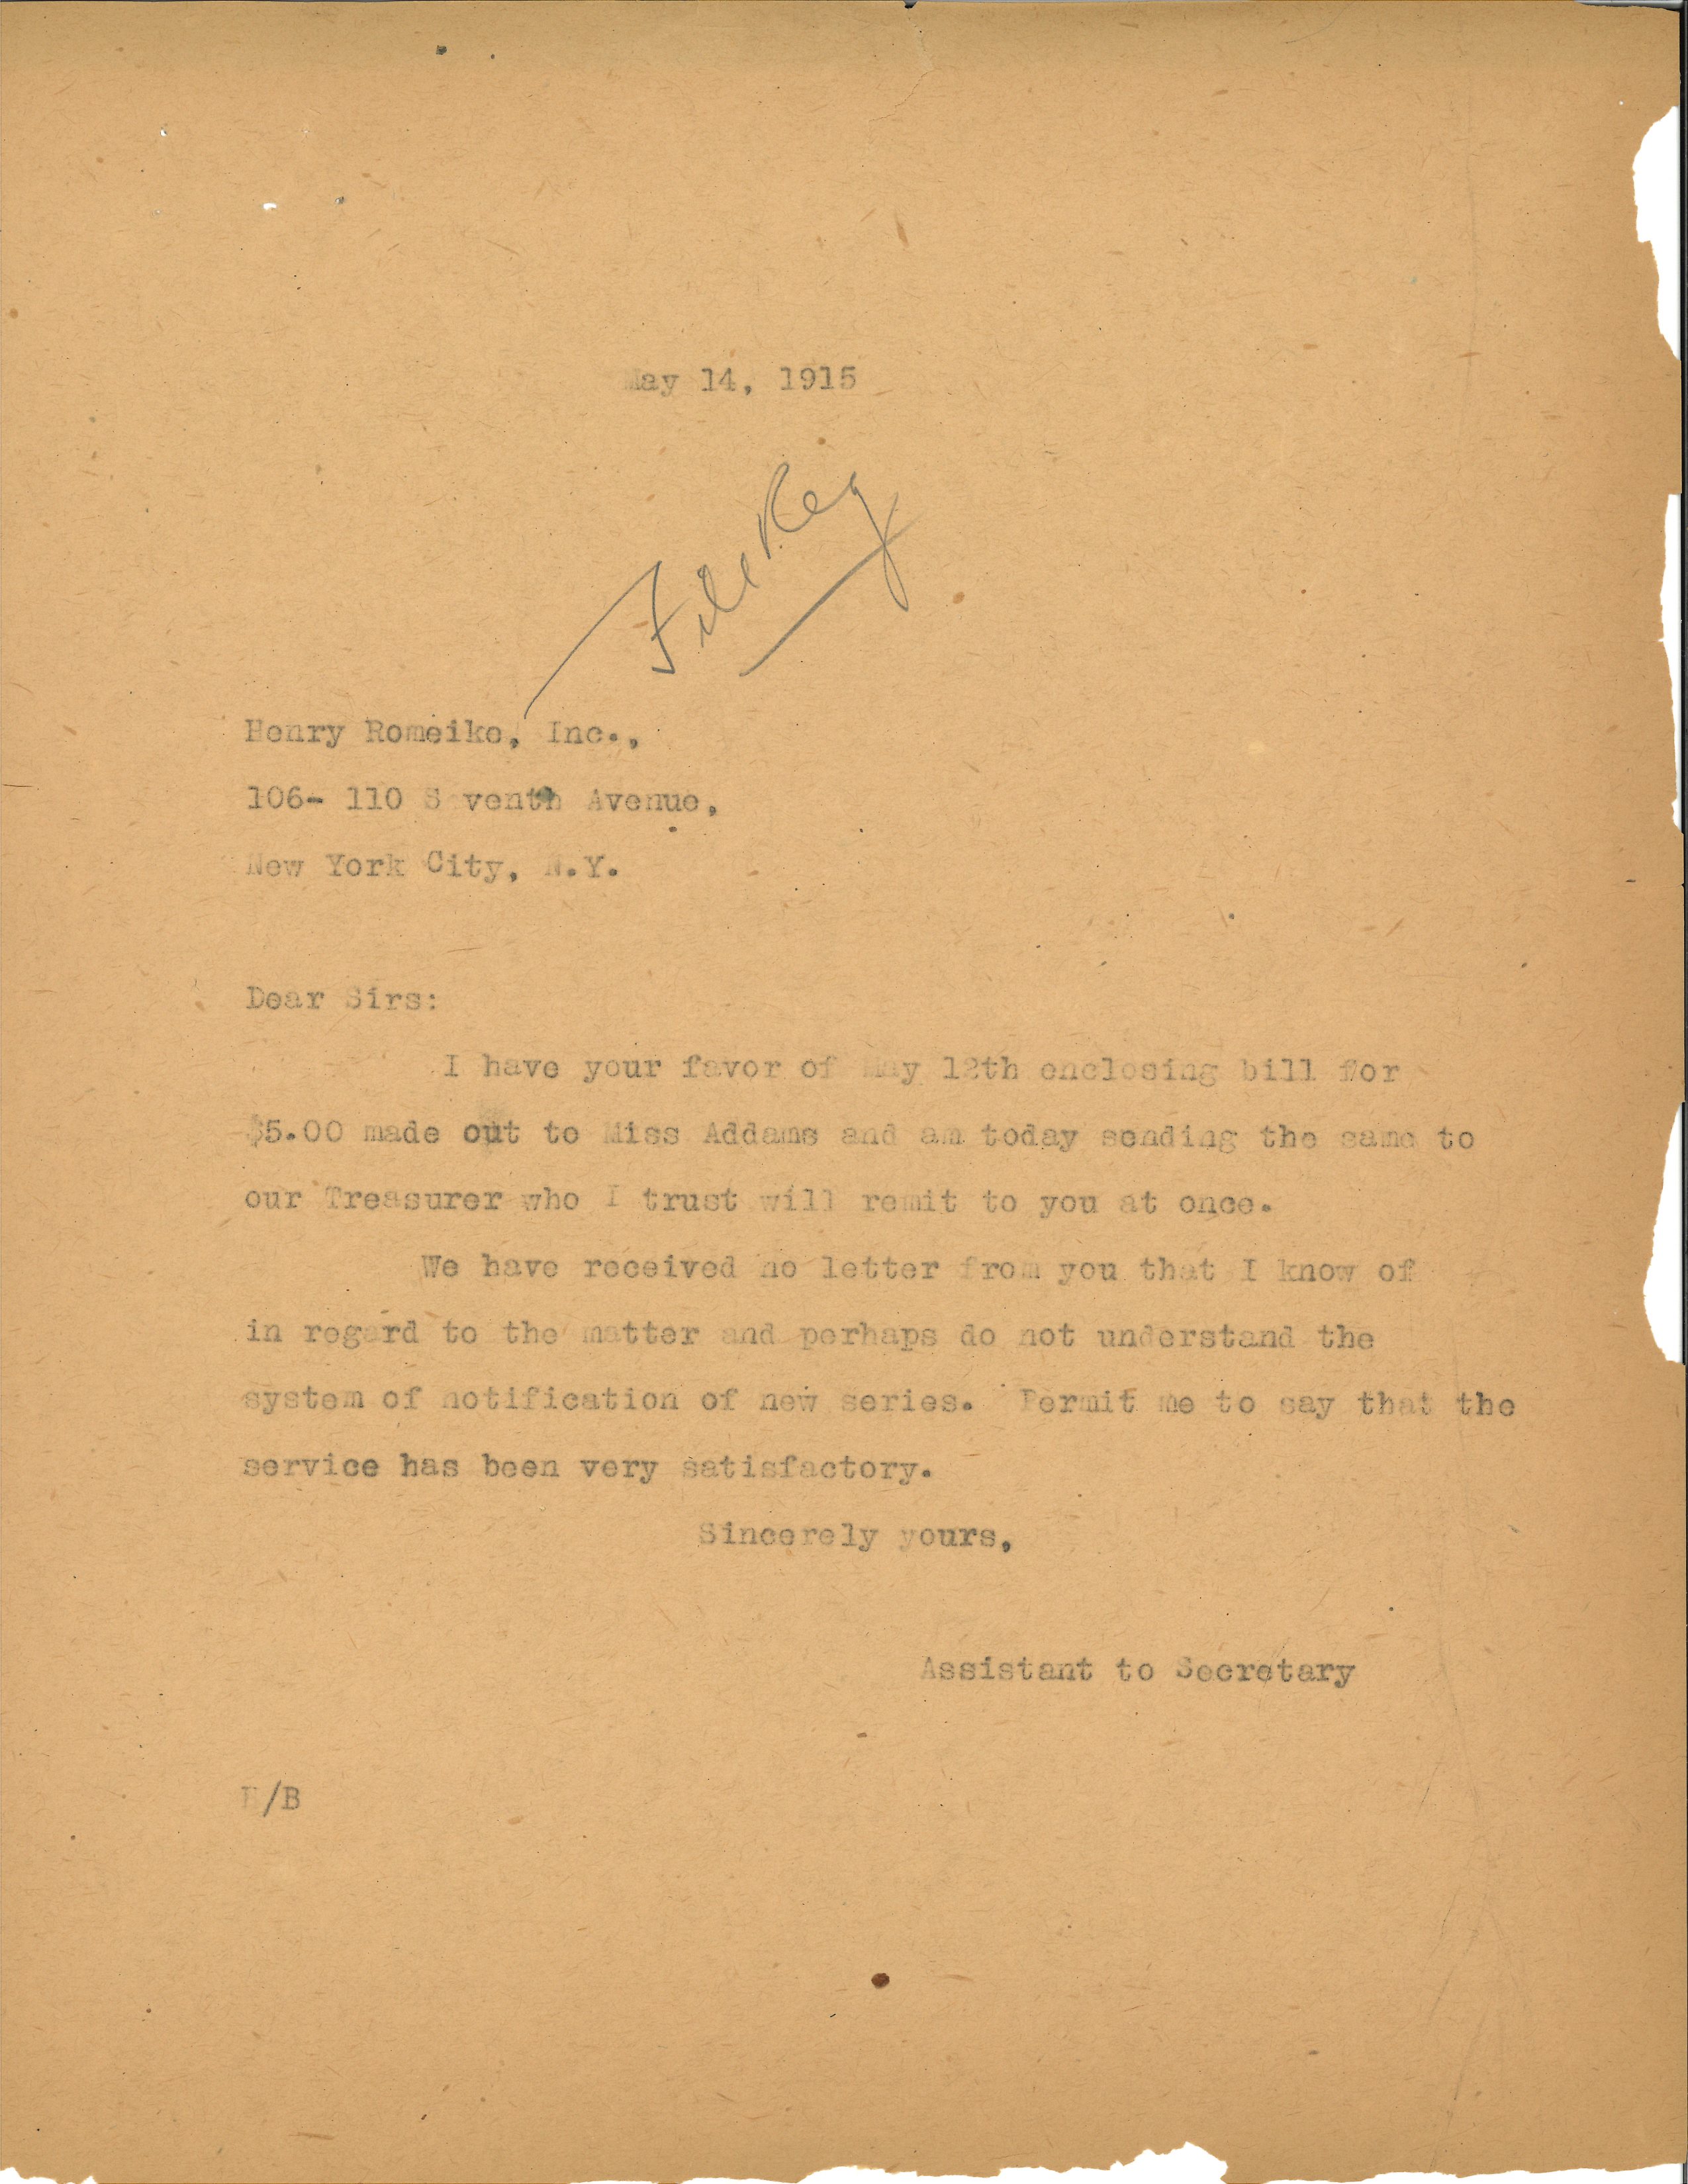 May 14, 1915
File Reg
Henry Romeike, Inc.,
106- 110 Seventh Avenue,
New York City, N.Y.
Dear Sirs:
I have your favor of May 12th enclosing bill for
$5.00 made out to Miss Addams and am today sending the same to
our Treasurer who I trust will remit to you at once.
We have received no letter from you that I know of
in regard to the matter and perhaps do not understand the
system of notification of new series. Permit me to say that the
service has been very satisfactory.
Sincerely yours,
Assistant to Secretary